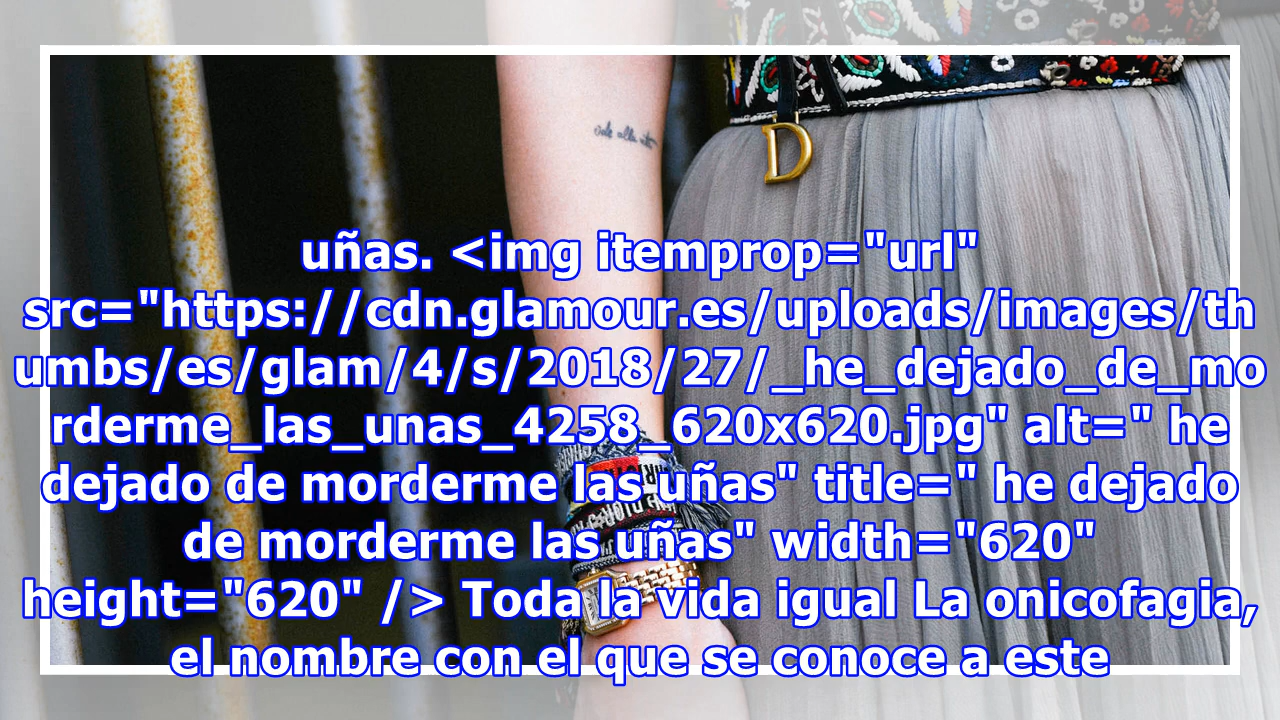 D
uñas. <img itemprop="url"
src="https://cdn.glamour.es/uploads/images/th
umbs/es/glam/4/s/2018/27/_he_dejado_de_mo
rderme_las_unas_4258_620x620.jpg" alt=" he
dejado de morderme las uñas" title=" he dejado
de morderme las uñas" width="620"
height="620" /> Toda la vida igual La onicofagia,
el nombre con el que se conoce a este